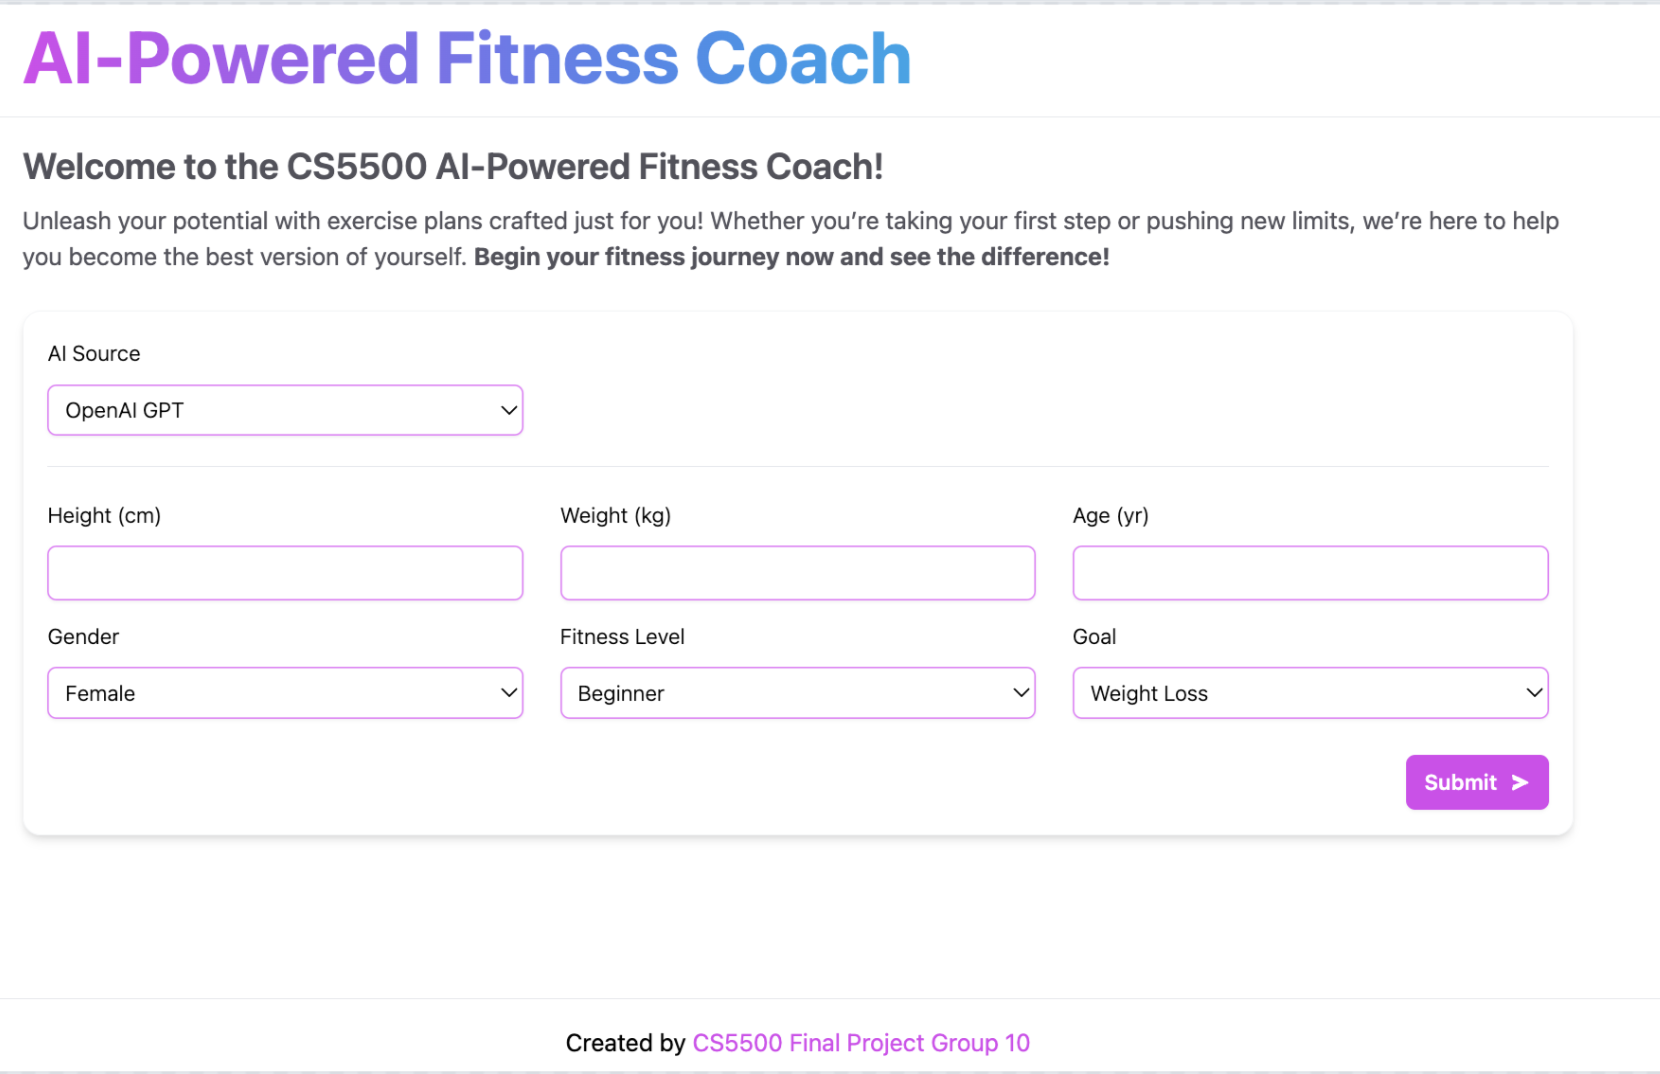 AI-Powered Fitness Coach
Welcome to the CS5500 AI-Powered Fitness Coach!
Unleash your potential with exercise plans crafted just for you! Whether you’re taking your first step or pushing new limits, we’re here to help
you become the best version of yourself. Begin your fitness journey now and see the difference!
AI Source
OpenAI GPT
Height (cm)
Weight (kg)
Age (yr)
Gender
Fitness Level
Goal
Female
Beginner
Weight Loss
Submit
Created by CS5500 Final Project Group 10